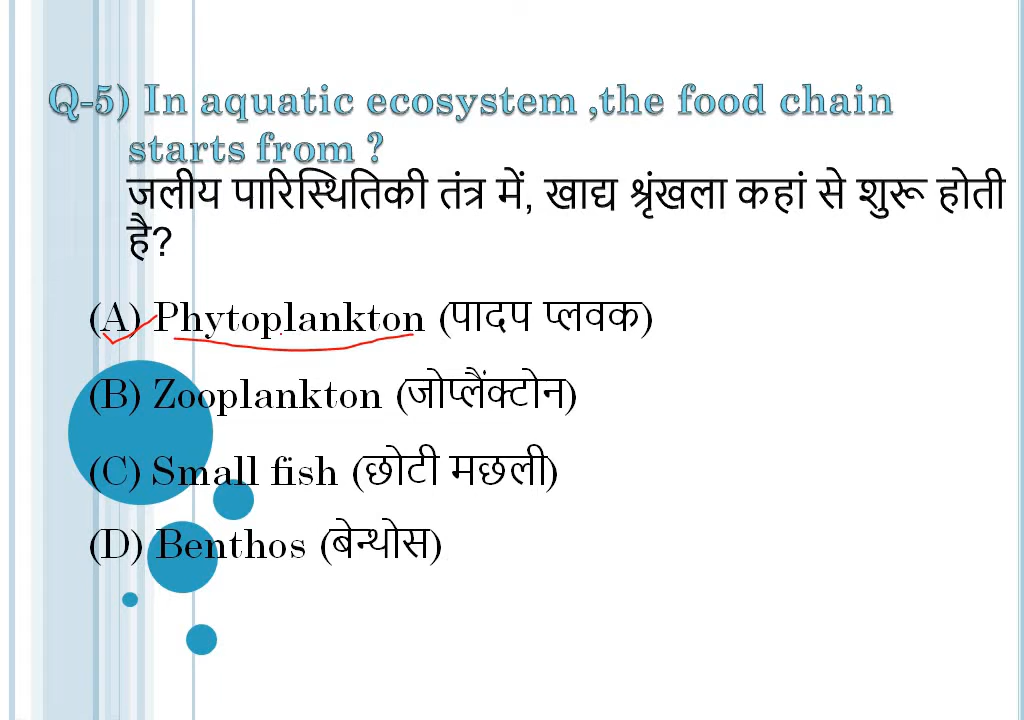 Q-5) In aquatic ecosystem ,the food chain
starts from ?
जलीय पारिस्थितिकी तंत्र में, खाद्य श्रृंखला कहां से शुरू होती
है?
(A) Phytoplankton (पादप प्लवक)
(B) Zooplankton (जोप्लैंक्टोन)
(C) Small fish (छोटी मछली)
(D) Benthos (बेन्थोस)